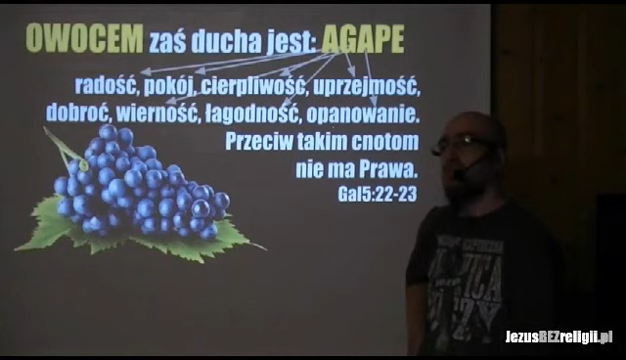 OWOCEM zaś ducha jest: AGAPE
radość, pokój, cierpliwość, uprzejmość,
dobroć, wierność, łagodność, opanowanie.
Przeciw takim cnotom
nie ma Prawa.
Gal5:22-23
JezusBEZreligii.pl